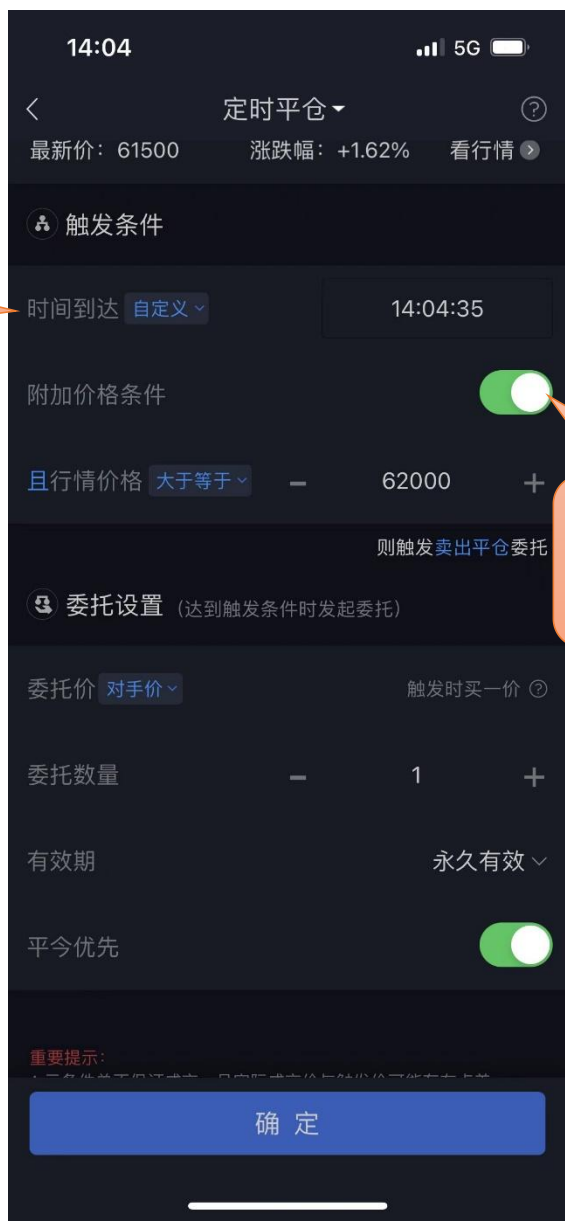 14:04 5G
定时平仓
最新价：61500 涨跌幅：+1.62% 看行情
触发条件
时间到达 自定义 14:04:35
附加价格条件
且行情价格 大于等于 － 62000 ＋
则触发卖出平仓委托
委托设置（达到触发条件时发起委托）
委托价 对手价 触发时买一价 ?
委托数量 － 1 ＋
有效期 永久有效
平今优先
重要提示：
确 定